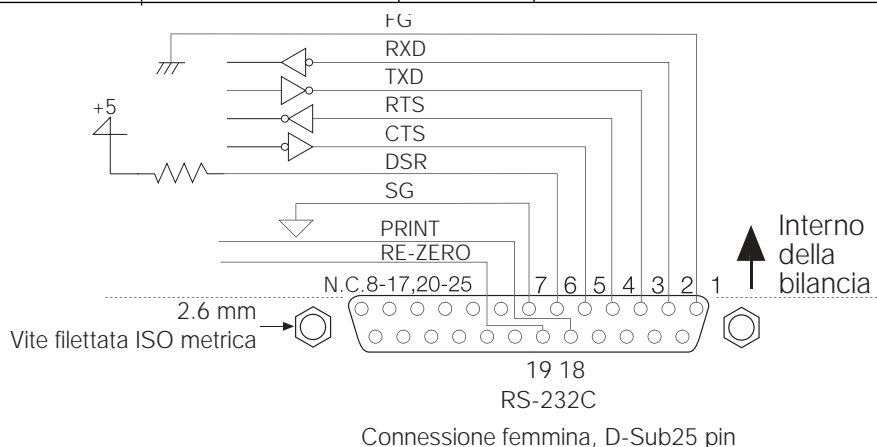 FG
RXD
TXD
RTS
+5
CTS
DSR
SG
PRINT
RE-ZERO
Interno
della
bilancia
N.C.8-17,20-25 7 6 5 4 3 2 1
2.6 mm
Vite filettata ISO metrica
19 18
RS-232C
Connessione femmina, D-Sub25 pin